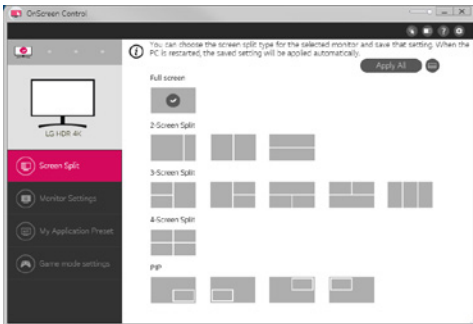 OnScreen Control
You can choose the screen split type for the selected monitor and save that setting. When the
PC is restarted, the saved setting will be applied automatically.
Apply All
Full screen
LG HDR 4K
2-Screen Split
Screen Split
3-Screen Split
Monitor Settings
My Application Preset
4-Screen Split
Game mode settings
PIP